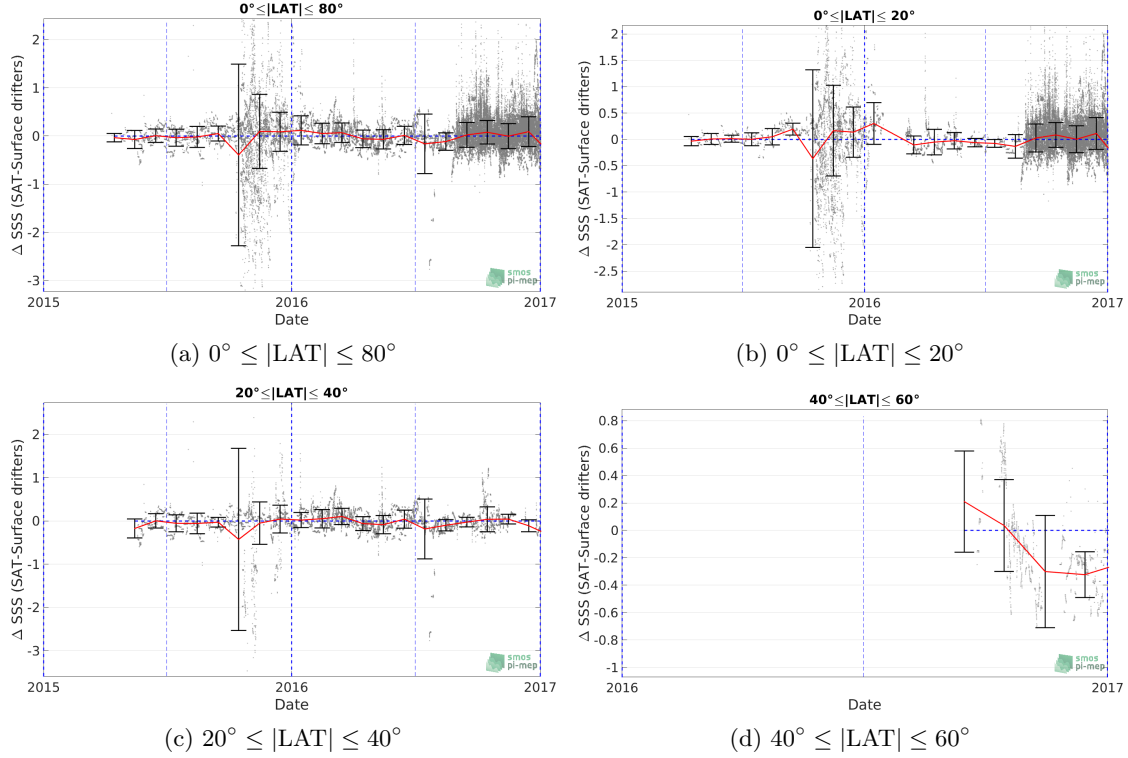 0°≤|LAT|≤ 80°
Δ SSS (SAT-Surface drifters)
2
1
0
-1
-2
-3
smos
pi-mep
2015
2016
2017
Date
(a) 0° ≤ |LAT| ≤ 80°
0°≤|LAT|≤ 20°
Δ SSS (SAT-Surface drifters)
2
1.5
1
0.5
0
-0.5
-1
-1.5
-2
-2.5
smos
pi-mep
2015
2016
2017
Date
(b) 0° ≤ |LAT| ≤ 20°
20°≤|LAT|≤ 40°
Δ SSS (SAT-Surface drifters)
2
1
0
-1
-2
-3
smos
pi-mep
2015
2016
2017
Date
(c) 20° ≤ |LAT| ≤ 40°
40°≤|LAT|≤ 60°
Δ SSS (SAT-Surface drifters)
0.8
0.6
0.4
0.2
0
-0.2
-0.4
-0.6
-0.8
-1
smos
pi-mep
2016
2017
Date
(d) 40° ≤ |LAT| ≤ 60°